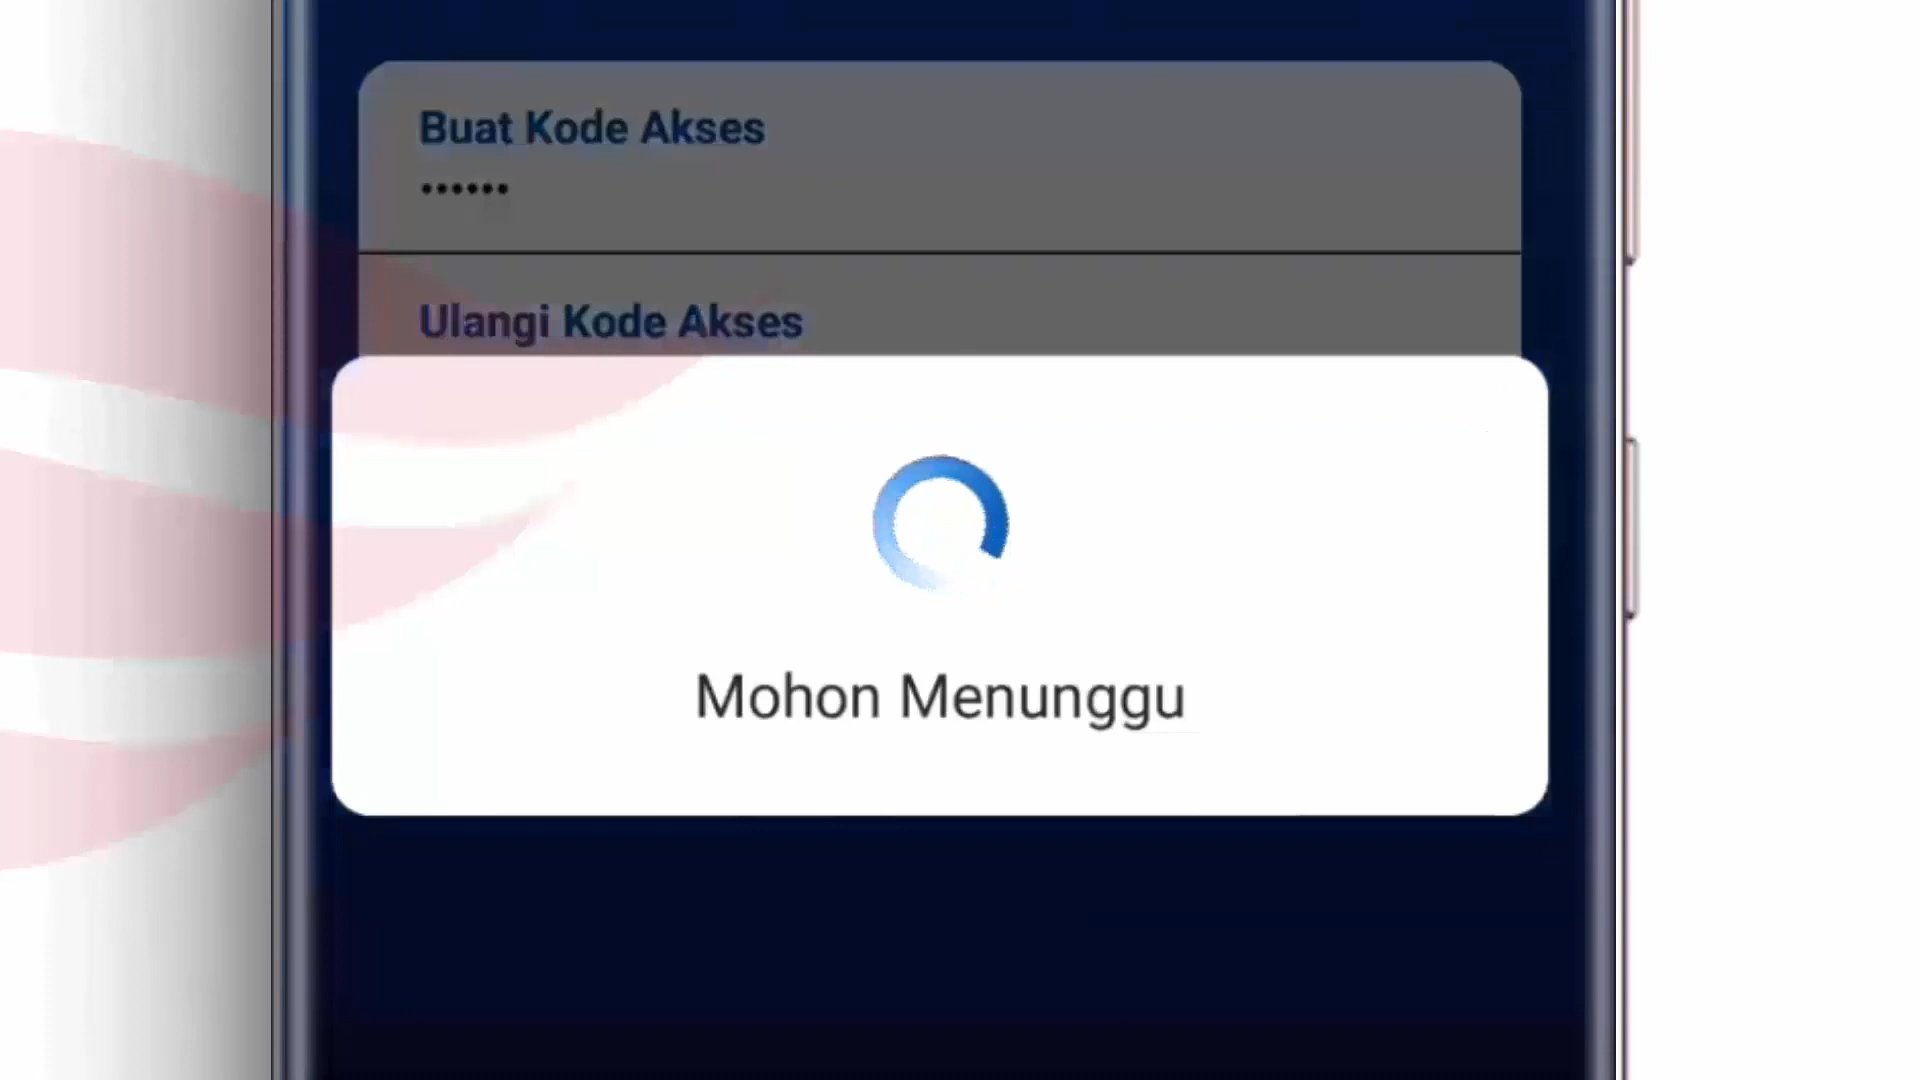 Buat Kode Akses
••••••
Ulangi Kode Akses
Mohon Menunggu